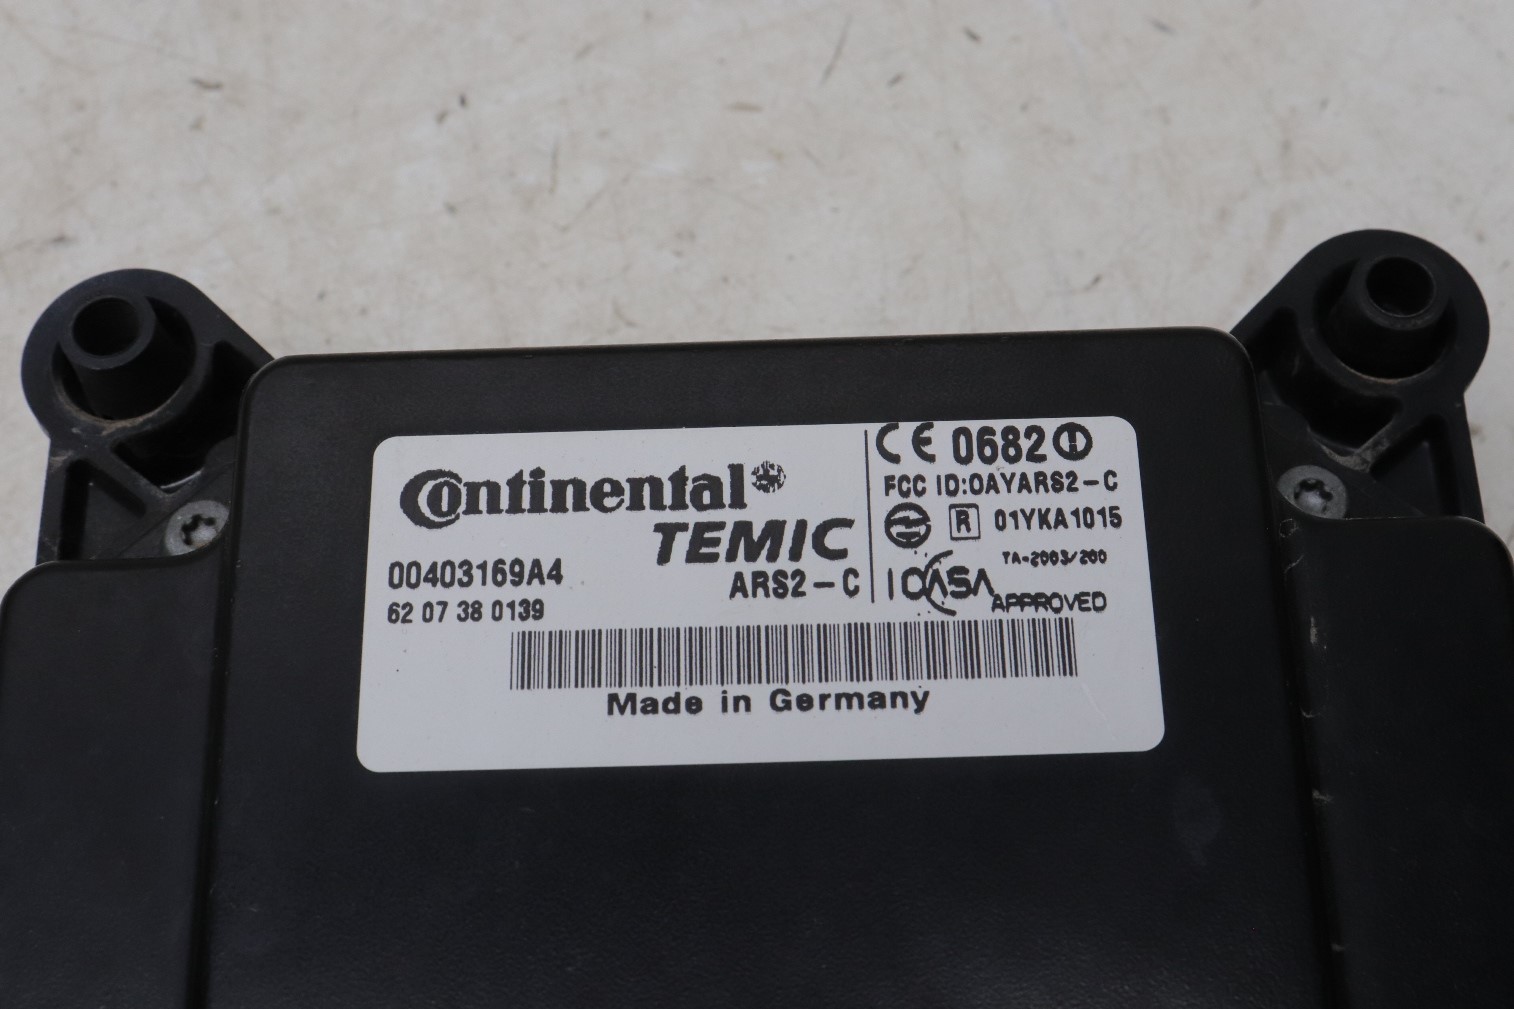 Continental
TEMIC
ARS2-C
00403169A4
62 07 38 0139
CE 0682
FCC ID:OAYARS2-C
R 01YKA1015
TA-2003/200
ICASA
APPROVED
Made in Germany